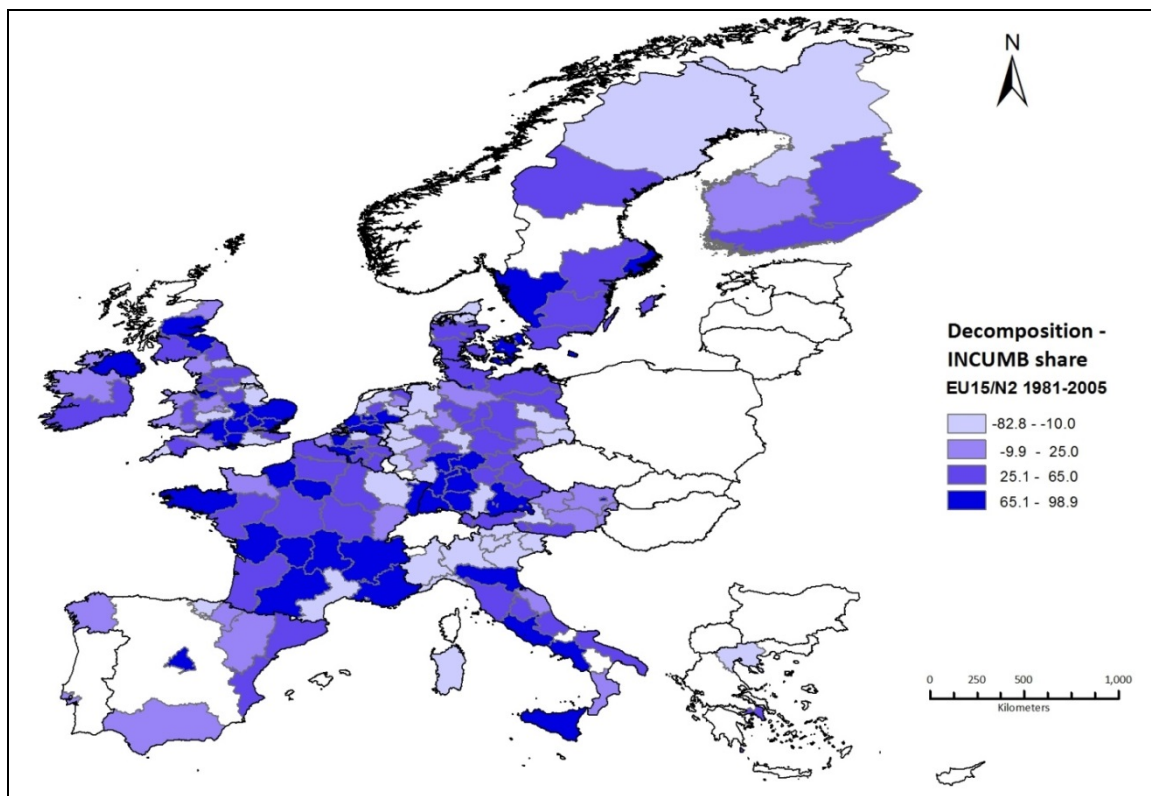 N
Decomposition -
INCUMB share
EU15/N2 1981-2005
-82.8 - -10.0
-9.9 - 25.0
25.1 - 65.0
65.1 - 98.9
0 250 500 1,000
Kilometers